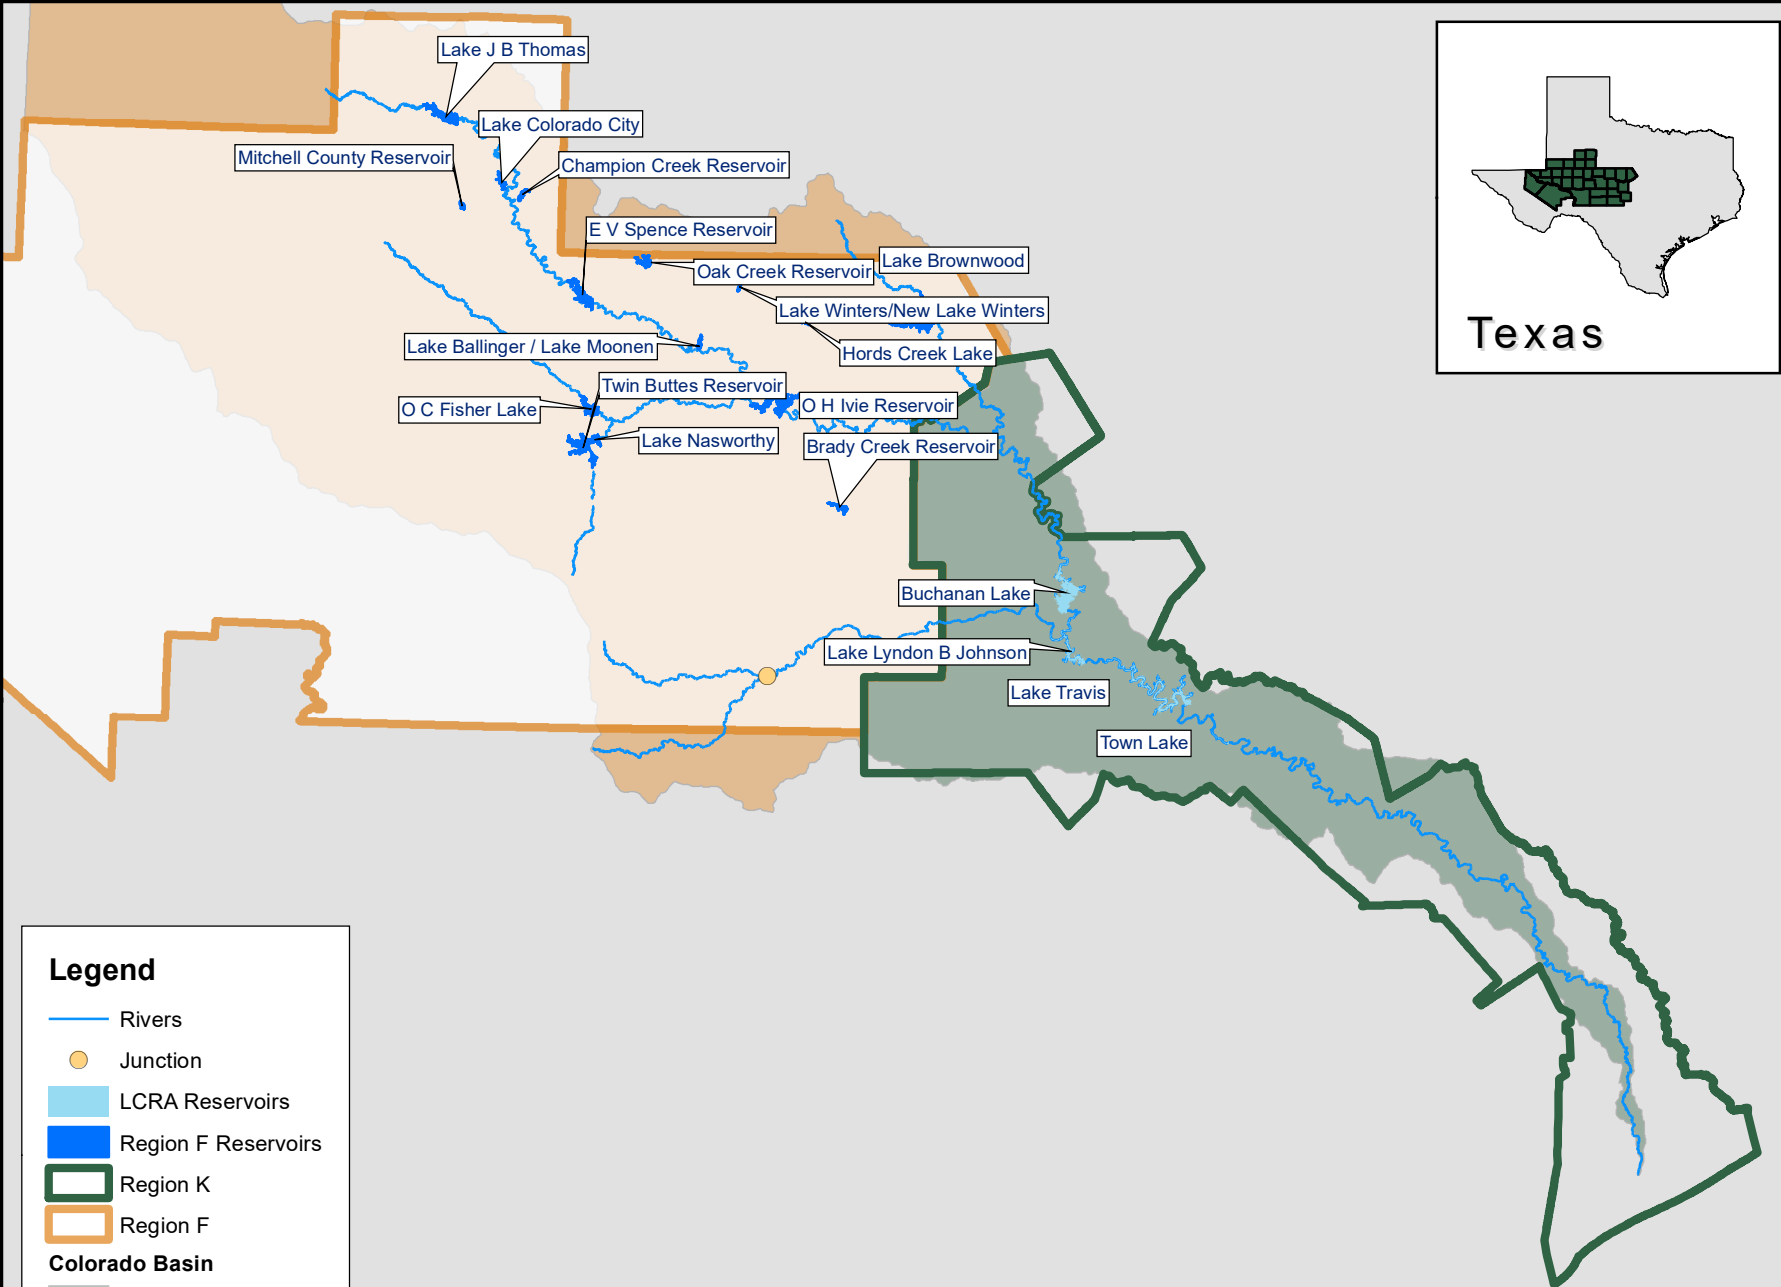 Lake J B Thomas
Lake Colorado City
Mitchell County Reservoir
Champion Creek Reservoir
E V Spence Reservoir
Lake Brownwood
Oak Creek Reservoir
Lake Winters/New Lake Winters
Texas
Lake Ballinger / Lake Moonen
Hords Creek Lake
Twin Buttes Reservoir
O C Fisher Lake
O H Ivie Reservoir
Lake Nasworthy
Brady Creek Reservoir
Buchanan Lake
Lake Lyndon B Johnson
Lake Travis
Town Lake
Legend
Rivers
Junction
LCRA Reservoirs
Region F Reservoirs
Region K
Region F
Colorado Basin